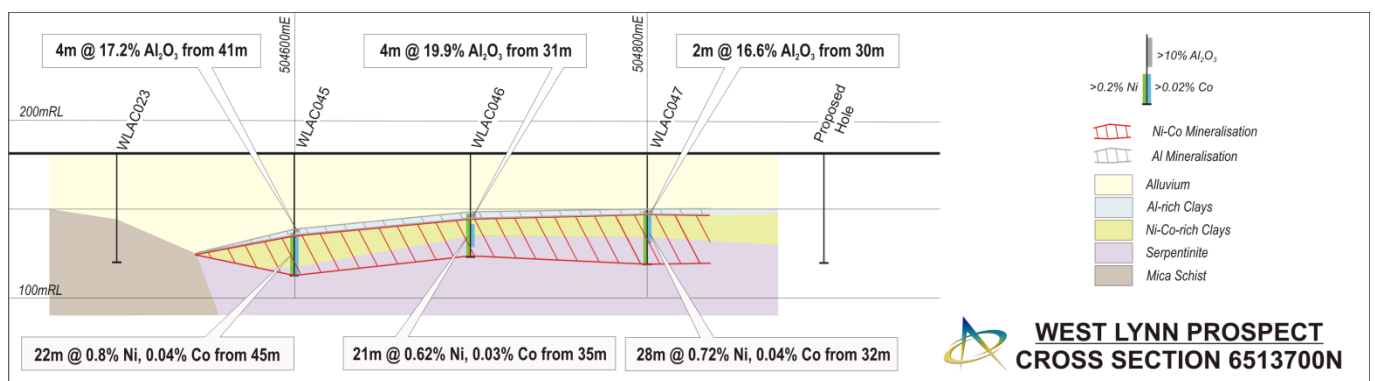 4m @ 17.2% Al₂O₃ from 41m
504600mE
4m @ 19.9% Al₂O₃ from 31m
504800mE
2m @ 16.6% Al₂O₃ from 30m
>10% Al₂O₃
>0.2% Ni
>0.02% Co
200mRL
WLAC023
WLAC045
WLAC046
WLAC047
Proposed
Hole
Ni-Co Mineralisation
Al Mineralisation
Alluvium
Al-rich Clays
Ni-Co-rich Clays
Serpentinite
Mica Schist
100mRL
22m @ 0.8% Ni, 0.04% Co from 45m
21m @ 0.62% Ni, 0.03% Co from 35m
28m @ 0.72% Ni, 0.04% Co from 32m
WEST LYNN PROSPECT
CROSS SECTION 6513700N